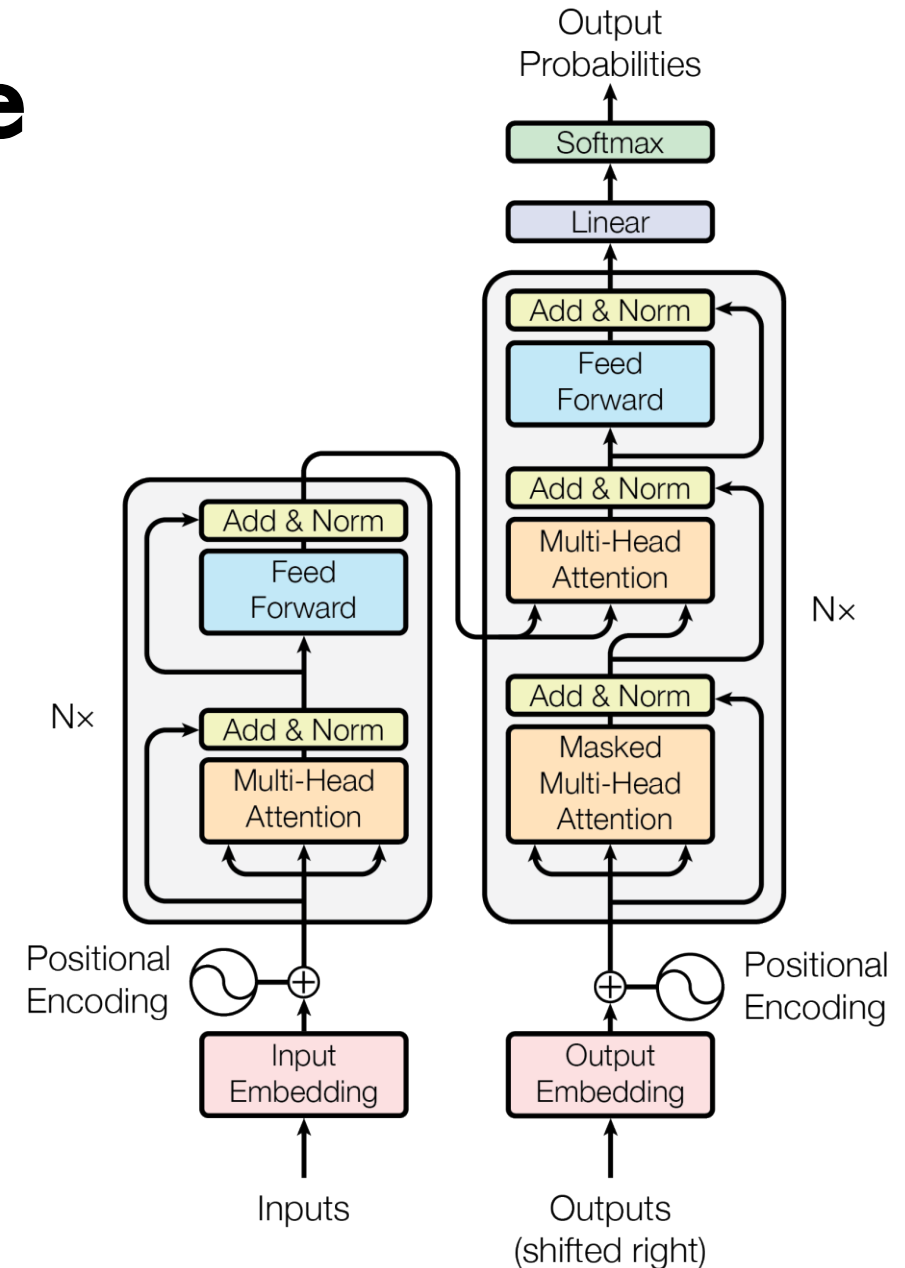 e
Output
Probabilities
Softmax
Linear
Add & Norm
Feed
Forward
Add & Norm
Multi-Head
Attention
Nx
Add & Norm
Masked
Multi-Head
Attention
Add & Norm
Feed
Forward
Nx
Add & Norm
Multi-Head
Attention
Positional
Encoding
Positional
Encoding
Input
Embedding
Output
Embedding
Inputs
Outputs
(shifted right)